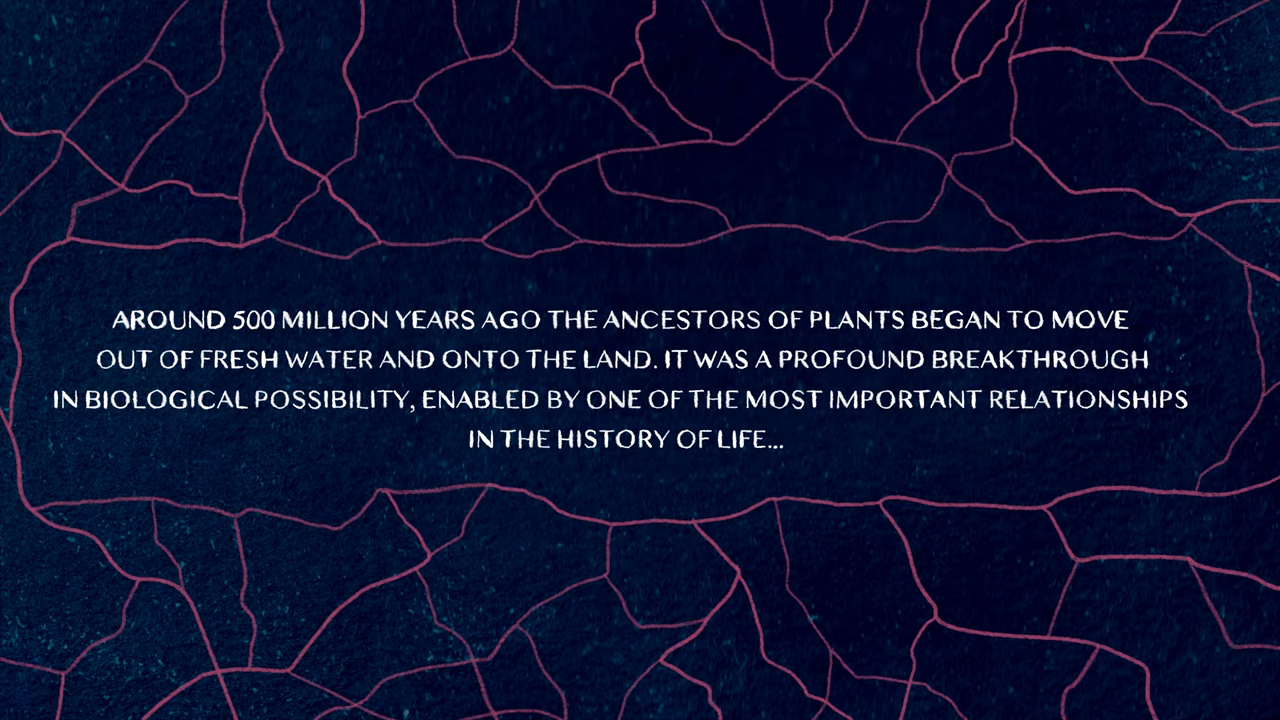 AROUND 500 MILLION YEARS AGO THE ANCESTORS OF PLANTS BEGAN TO MOVE
OUT OF FRESH WATER AND ONTO THE LAND. IT WAS A PROFOUND BREAKTHROUGH
IN BIOLOGICAL POSSIBILITY, ENABLED BY ONE OF THE MOST IMPORTANT RELATIONSHIPS
IN THE HISTORY OF LIFE...